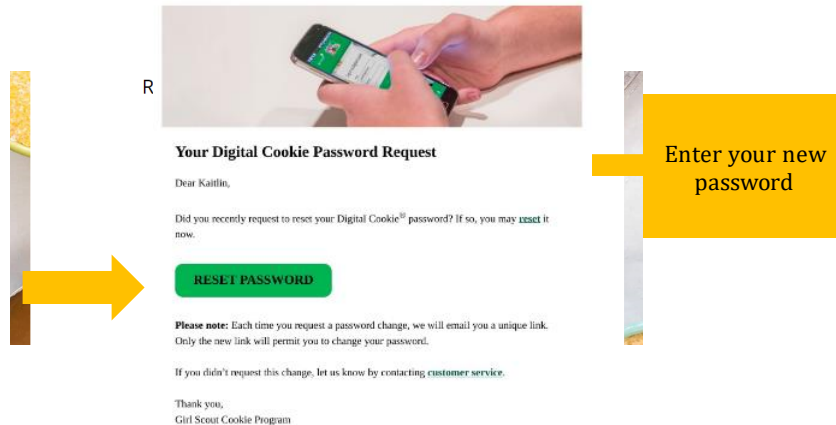 R
Your Digital Cookie Password Request
Dear Kaitlin,
Did you recently request to reset your Digital Cookie® password? If so, you may reset it
now.
RESET PASSWORD
Please note: Each time you request a password change, we will email you a unique link.
Only the new link will permit you to change your password.
If you didn't request this change, let us know by contacting customer service.
Thank you,
Girl Scout Cookie Program
Enter your new
password